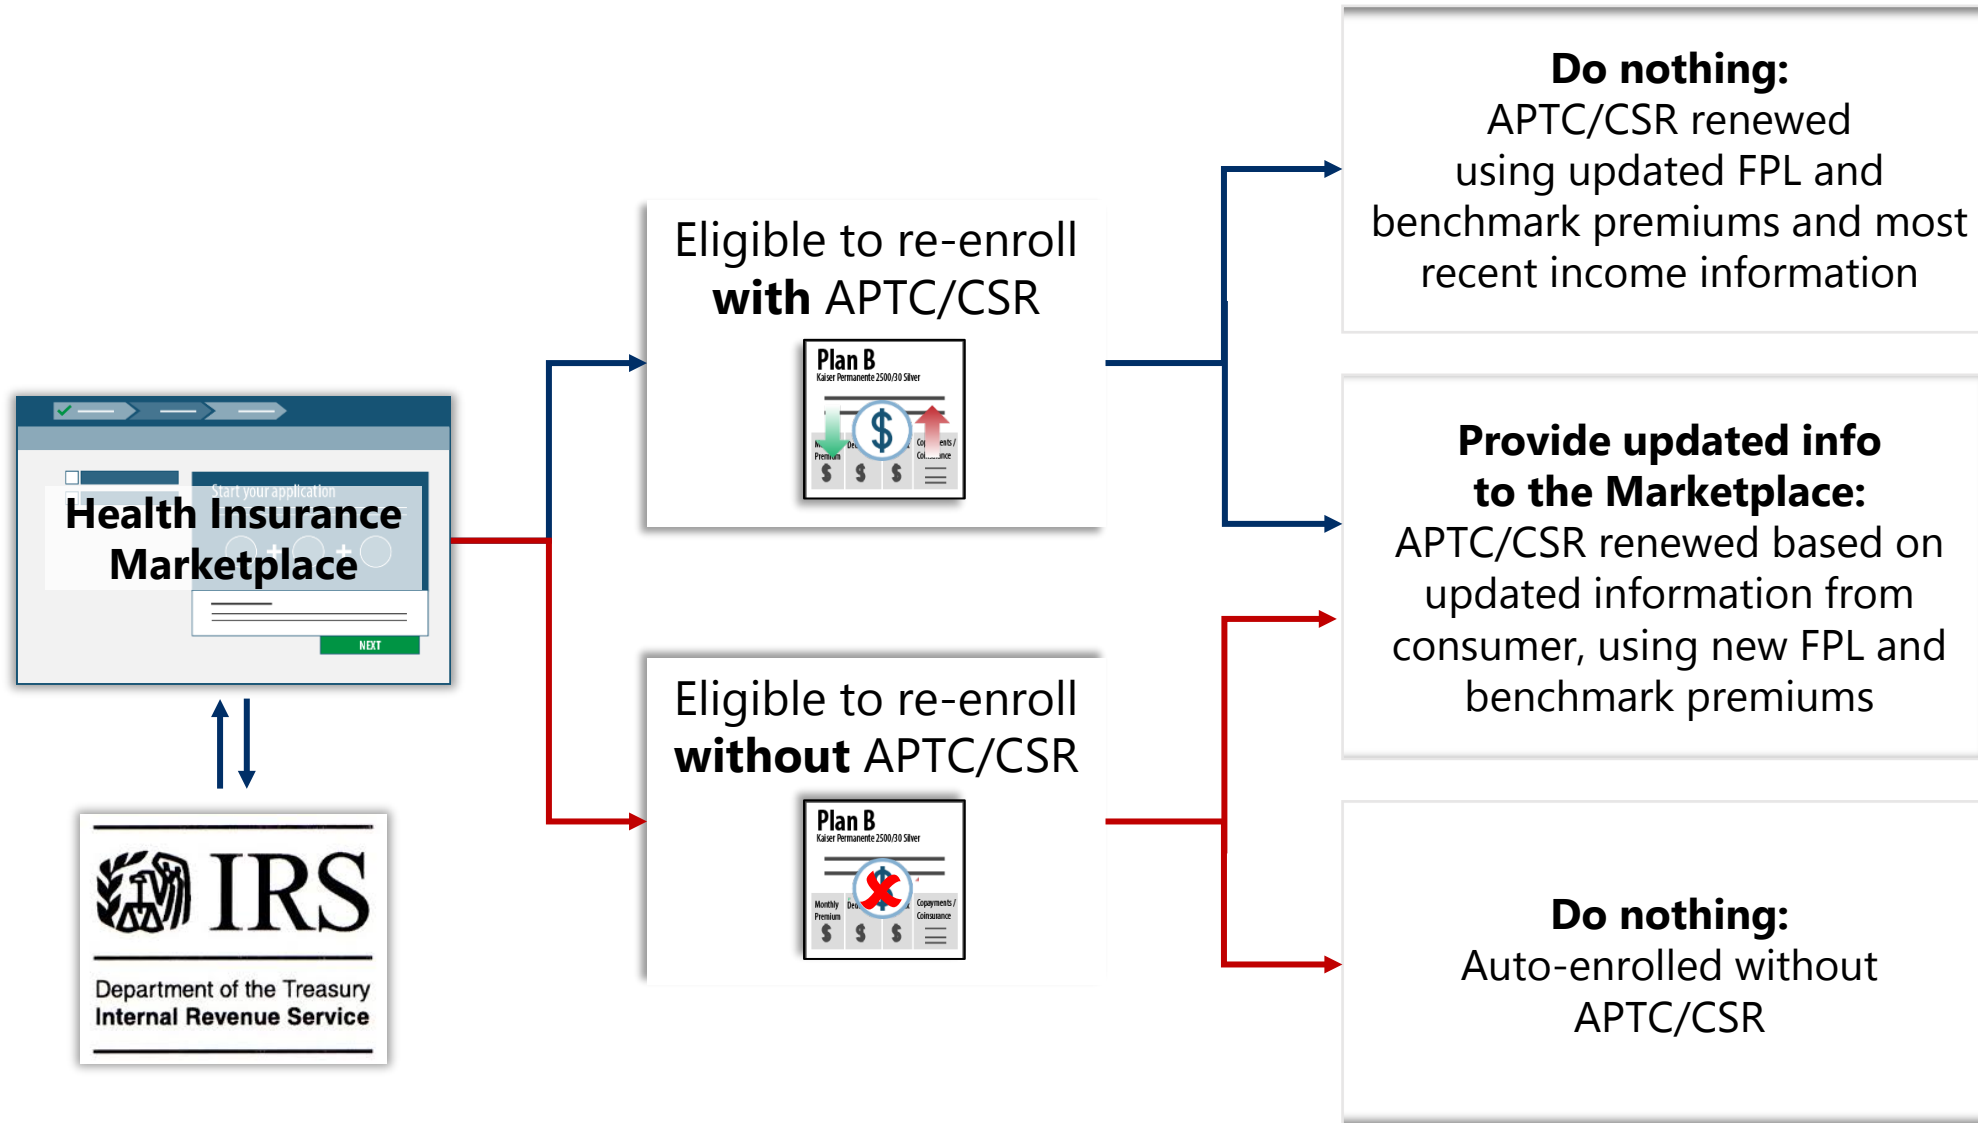 Health Insurance
Marketplace
Start your application
NEXT
IRS
Department of the Treasury
Internal Revenue Service
Eligible to re-enroll
with APTC/CSR
Plan B
Kaiser Permanente 2500/30 Silver
Premium
$ $ $
$
Eligible to re-enroll
without APTC/CSR
Plan B
Kaiser Permanente 2500/30 Silver
Monthly
Premium
Copayments /
Coinsurance
$ $ $
Do nothing:
APTC/CSR renewed
using updated FPL and
benchmark premiums and most
recent income information
Provide updated info
to the Marketplace:
APTC/CSR renewed based on
updated information from
consumer, using new FPL and
benchmark premiums
Do nothing:
Auto-enrolled without
APTC/CSR